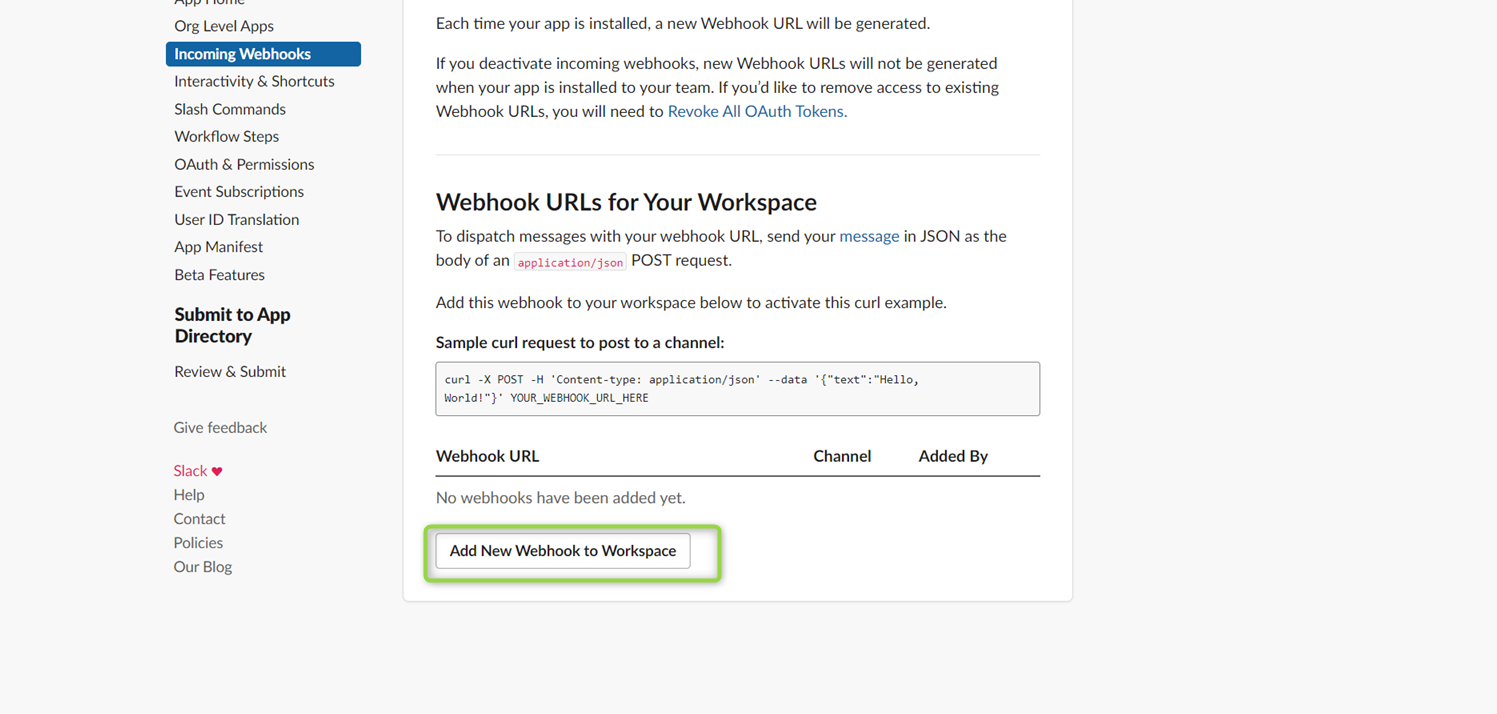 App Home
Org Level Apps
Incoming Webhooks
Interactivity & Shortcuts
Slash Commands
Workflow Steps
OAuth & Permissions
Event Subscriptions
User ID Translation
App Manifest
Beta Features
Submit to App
Directory
Review & Submit
Give feedback
Slack ♥
Help
Contact
Policies
Our Blog
Each time your app is installed, a new Webhook URL will be generated.
If you deactivate incoming webhooks, new Webhook URLs will not be generated
when your app is installed to your team. If you’d like to remove access to existing
Webhook URLs, you will need to Revoke All OAuth Tokens.
Webhook URLs for Your Workspace
To dispatch messages with your webhook URL, send your message in JSON as the
body of an application/json POST request.
Add this webhook to your workspace below to activate this curl example.
Sample curl request to post to a channel:
curl -X POST -H 'Content-type: application/json' --data '{"text":"Hello,
World!"}' YOUR_WEBHOOK_URL_HERE
Webhook URL Channel Added By
No webhooks have been added yet.
Add New Webhook to Workspace